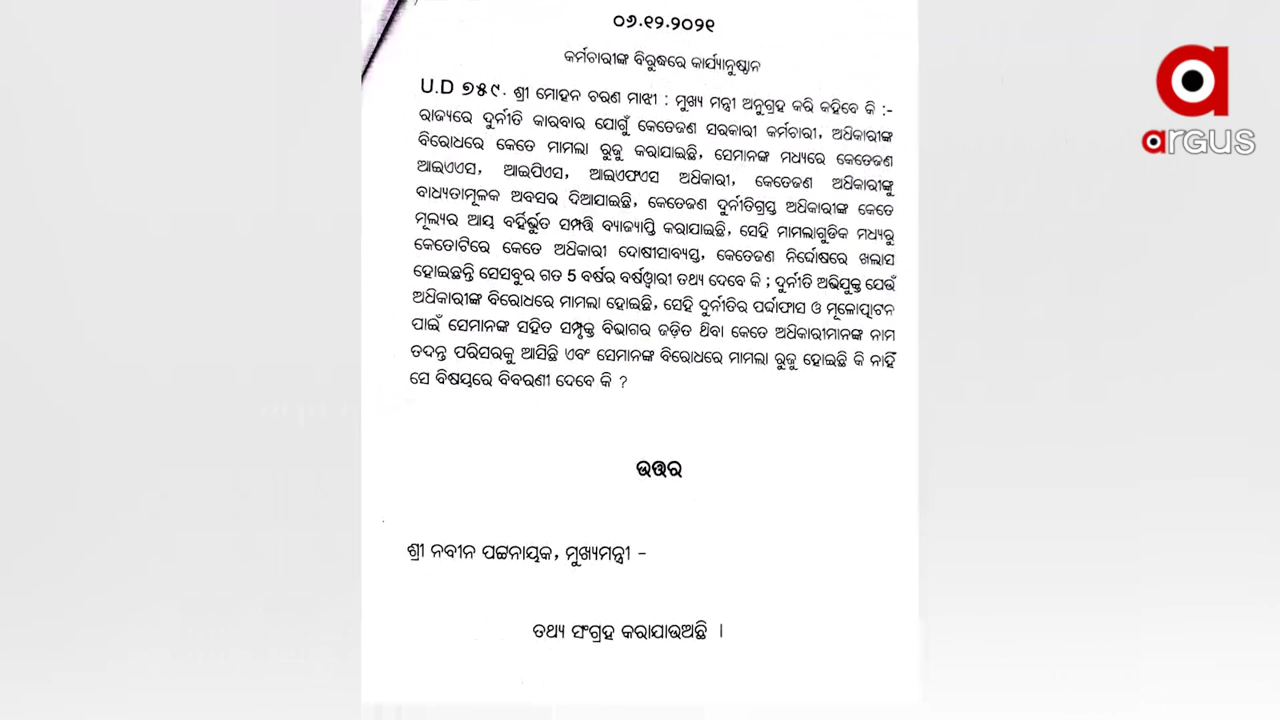 ୦୬.୧୨.୨୦୨୧
କର୍ମଚାରୀଙ୍କ ବିରୁଦ୍ଧରେ କାର୍ଯ୍ୟାନୁଷ୍ଠାନ
U.D ୭୫୯. ଶ୍ରୀ ମୋହନ ଚରଣ ମାଝୀ : ମୁଖ୍ୟ ମନ୍ତ୍ରୀ ଅନୁଗ୍ରହ କରି କହିବେ କି :-
ରାଜ୍ୟରେ ଦୁର୍ନୀତି କାରବାର ଯୋଗୁଁ କେତେଜଣ ସରକାରୀ କର୍ମଚାରୀ, ଅଧିକାରୀଙ୍କ
ବିରୋଧରେ କେତେ ମାମଲା ରୁଜୁ କରାଯାଇଛି, ସେମାନଙ୍କ ମଧ୍ୟରେ କେତେଜଣ
ଆଇଏଏସ, ଆଇପିଏସ, ଆଇଏଫଏସ ଅଧିକାରୀ, କେତେଜଣ ଅଧିକାରୀଙ୍କୁ
ବାଧ୍ୟତାମୂଳକ ଅବସର ଦିଆଯାଇଛି, କେତେଜଣ ଦୁର୍ନୀତିଗ୍ରସ୍ତ ଅଧିକାରୀଙ୍କ କେତେ
ମୂଲ୍ୟର ଆୟ ବର୍ହିଭୁତ ସମ୍ପତ୍ତି ବ୍ୟାଜ୍ୟାପ୍ତି କରାଯାଇଛି, ସେହି ମାମଲାଗୁଡିକ ମଧ୍ୟରୁ
କେତୋଟିରେ କେତେ ଅଧିକାରୀ ଦୋଷୀସାବ୍ୟସ୍ତ, କେତେଜଣ ନିର୍ଦ୍ଦୋଷରେ ଖଲାସ
ହୋଇଛନ୍ତି ସେସବୁର ଗତ 5 ବର୍ଷର ବର୍ଷୱାରୀ ତଥ୍ୟ ଦେବେ କି ; ଦୁର୍ନୀତି ଅଭିଯୁକ୍ତ ଯେଉଁ
ଅଧିକାରୀଙ୍କ ବିରୋଧରେ ମାମଲା ହୋଇଛି, ସେହି ଦୁର୍ନୀତିର ପର୍ଦ୍ଦାଫାସ ଓ ମୂଳୋତ୍ପାଟନ
ପାଇଁ ସେମାନଙ୍କ ସହିତ ସମ୍ପୃକ୍ତ ବିଭାଗର ଜଡ଼ିତ ଥିବା କେତେ ଅଧିକାରୀମାନଙ୍କ ନାମ
ତଦନ୍ତ ପରିସରକୁ ଆସିଛି ଏବଂ ସେମାନଙ୍କ ବିରୋଧରେ ମାମଲା ରୁଜୁ ହୋଇଛି କି ନାହିଁ
ସେ ବିଷୟରେ ବିବରଣୀ ଦେବେ କି ?
ଉତ୍ତର
ଶ୍ରୀ ନବୀନ ପଟ୍ଟନାୟକ, ମୁଖ୍ୟମନ୍ତ୍ରୀ –
ତଥ୍ୟ ସଂଗ୍ରହ କରାଯାଉଅଛି ।
argus